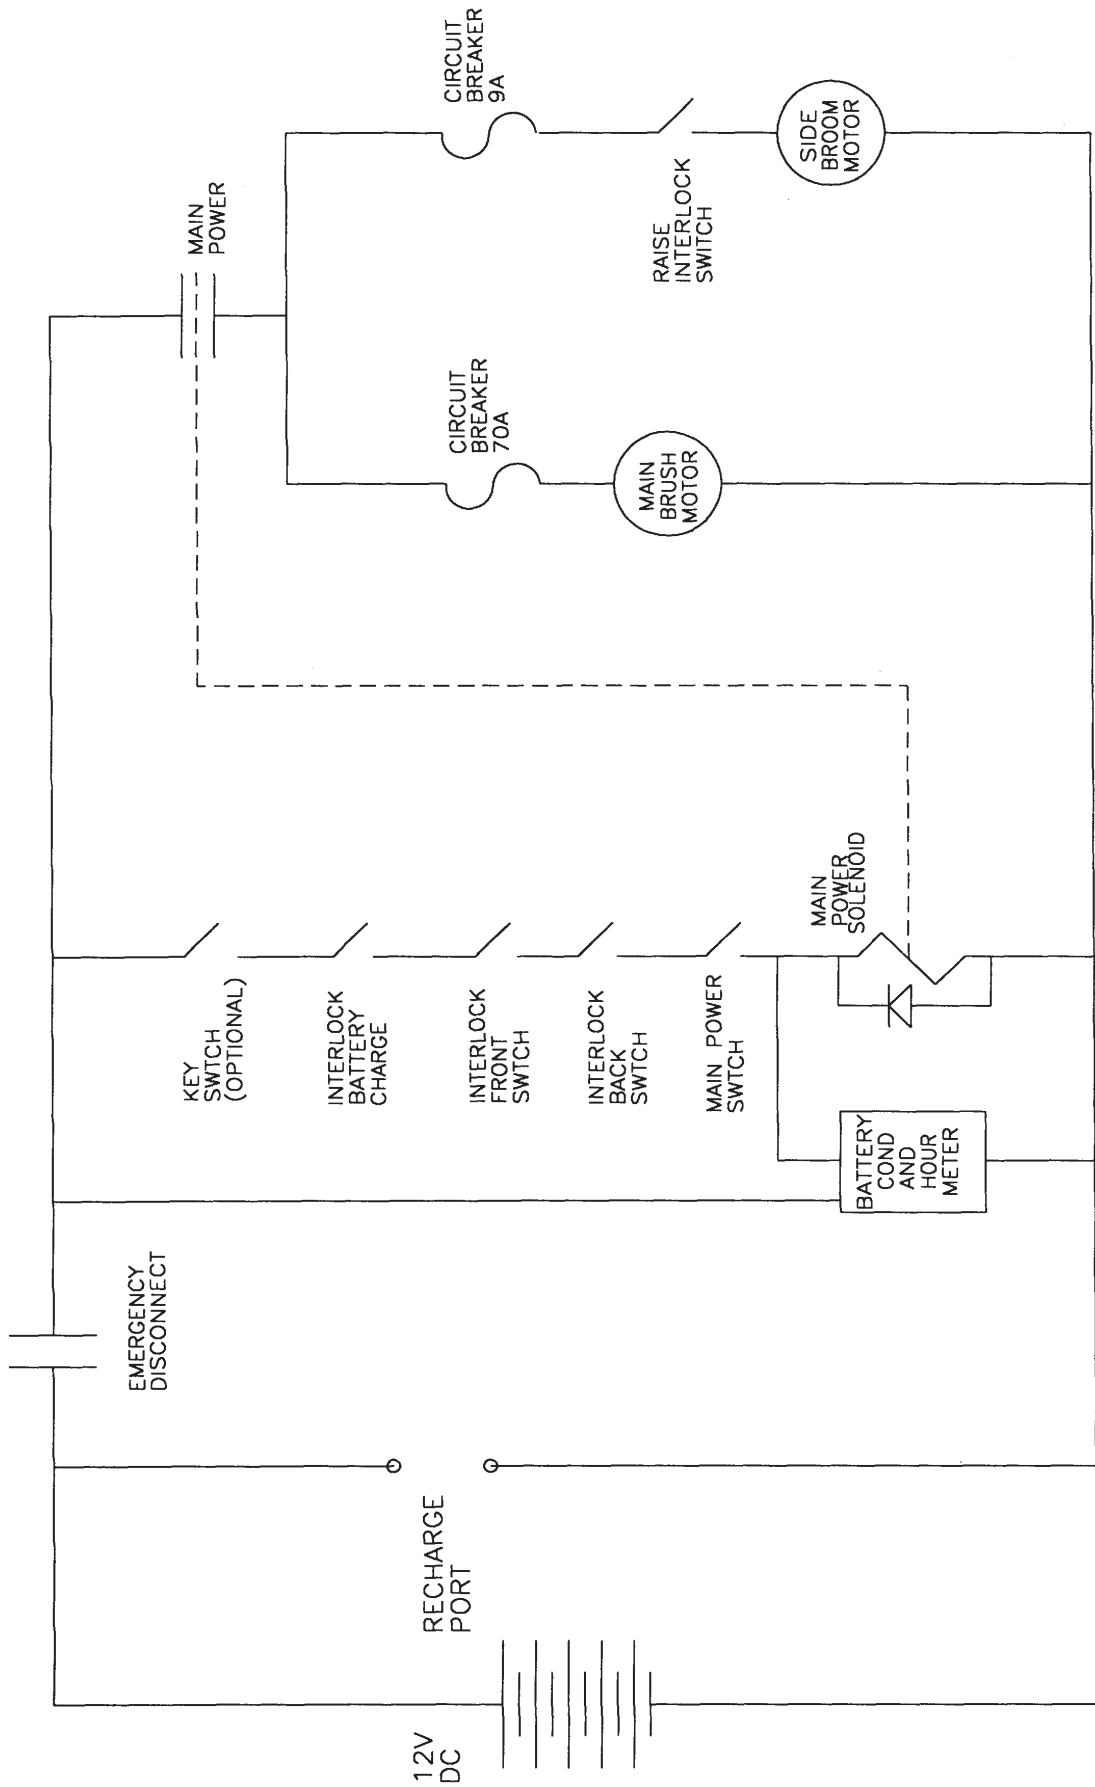 12V
DC
RECHARGE
PORT
EMERGENCY
DISCONNECT
KEY
SWTCH
(OPTIONAL)
INTERLOCK
BATTERY
CHARGE
INTERLOCK
FRONT
SWTCH
INTERLOCK
BACK
SWTCH
MAIN POWER
SWTCH
BATTERY
COND
AND
HOUR
METER
MAIN
POWER
SOLENOID
MAIN
POWER
CIRCUIT
BREAKER
70A
MAIN
BRUSH
MOTOR
CIRCUIT
BREAKER
9A
RAISE
INTERLOCK
SWITCH
SIDE
BROOM
MOTOR